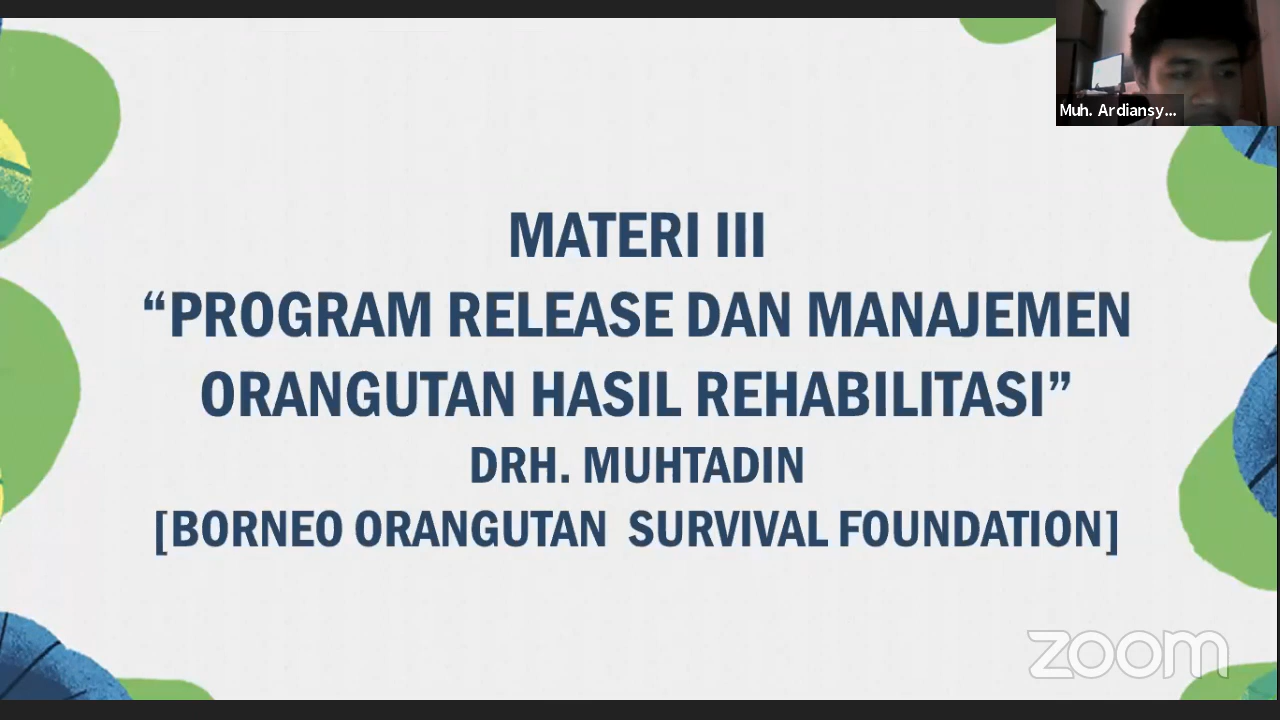 Muh. Ardiansy...
MATERI III
“PROGRAM RELEASE DAN MANAJEMEN
ORANGUTAN HASIL REHABILITASI”
DRH. MUHTADIN
[BORNEO ORANGUTAN SURVIVAL FOUNDATION]
zoom